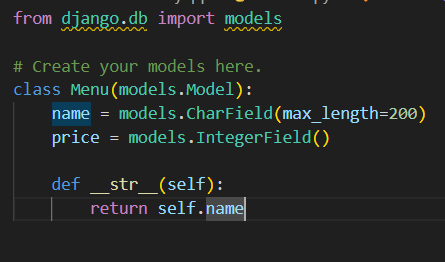 from django.db import models
# Create your models here.
class Menu(models.Model):
    name = models.CharField(max_length=200)
    price = models.IntegerField()
    def __str__(self):
        return self.name